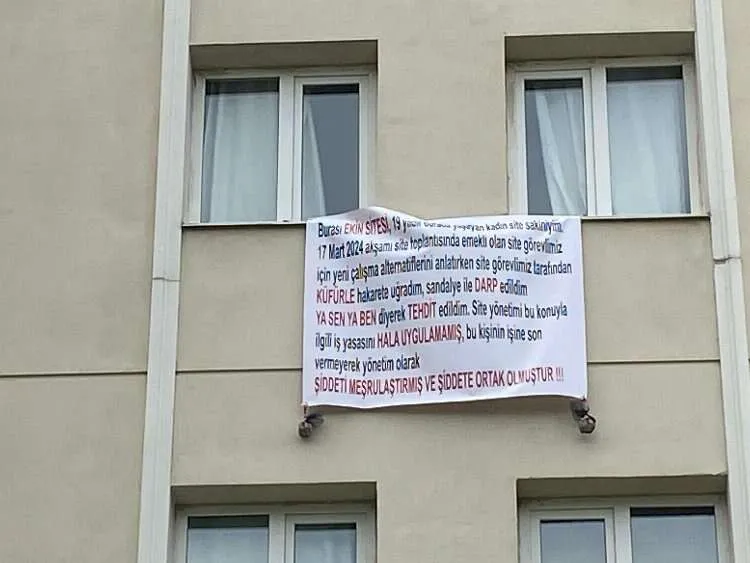 Burası EKİN SİTESİ, 19 yıldır burada yaşayan kadın site sakiniyim.
17 Mart 2024 akşamı site toplantısında emekli olan site görevlimiz
için yeni çalışma alternatiflerini anlatırken site görevlimiz tarafından
KÜFÜRLE hakarete uğradım, sandalye ile DARP edildim
YA SEN YA BEN diyerek TEHDİT edildim. Site yönetimi bu konuyla
ilgili iş yasasını HALA UYGULAMAMIŞ, bu kişinin işine son
vermeyerek yönetim olarak
ŞİDDETİ MEŞRULAŞTIRMIŞ VE ŞİDDETE ORTAK OLMUŞTUR !!!